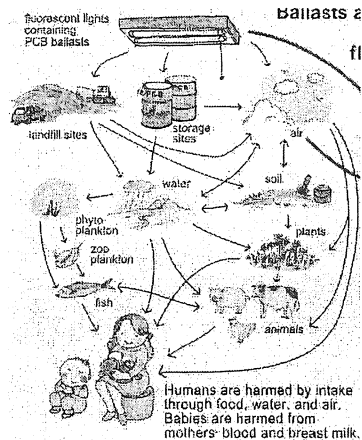 Ballasts a
fl
fluorescent lights
containing
PCB ballasts
landfill sites
storage
sites
air
water
soil
phyto
plankton
plants
zoo
plankton
fish
animals
Humans are harmed by intake
through food, water, and air.
Babies are harmed from
mothers blood and breast milk.